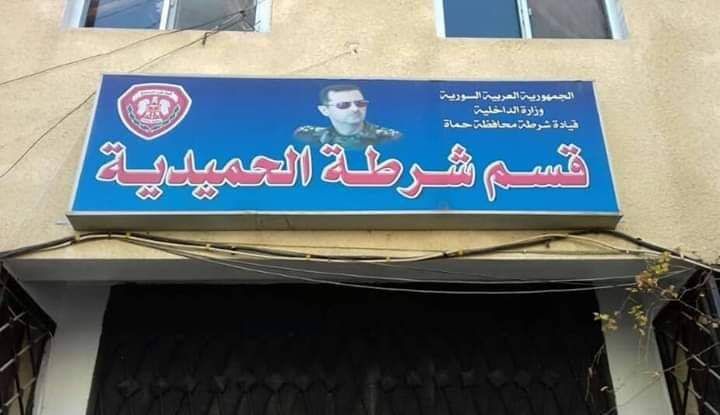 الجمهورية العربية السورية
وزارة الداخلية
قيادة شرطة محافظة حماة
قسم شرطة الحميدية